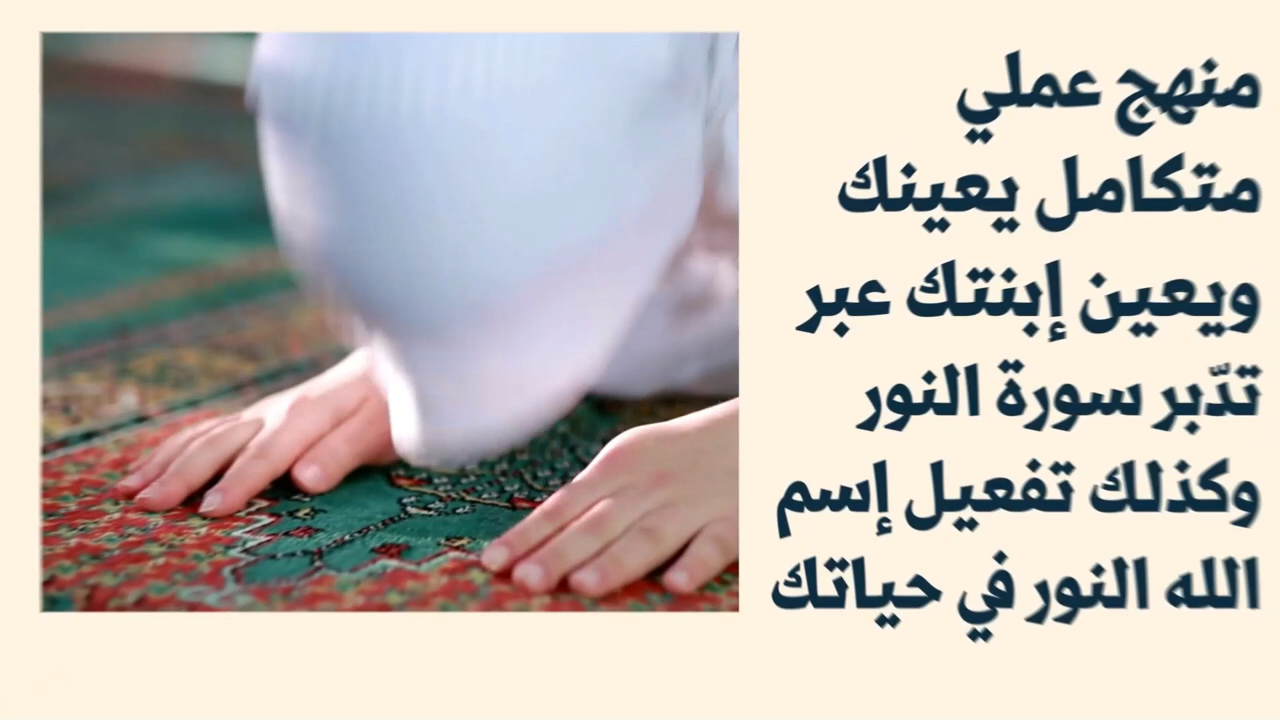 منهج عملي
متكامل يعينك
ويعين إبنتك عبر
تدّبر سورة النور
وكذلك تفعيل إسم
الله النور في حياتك